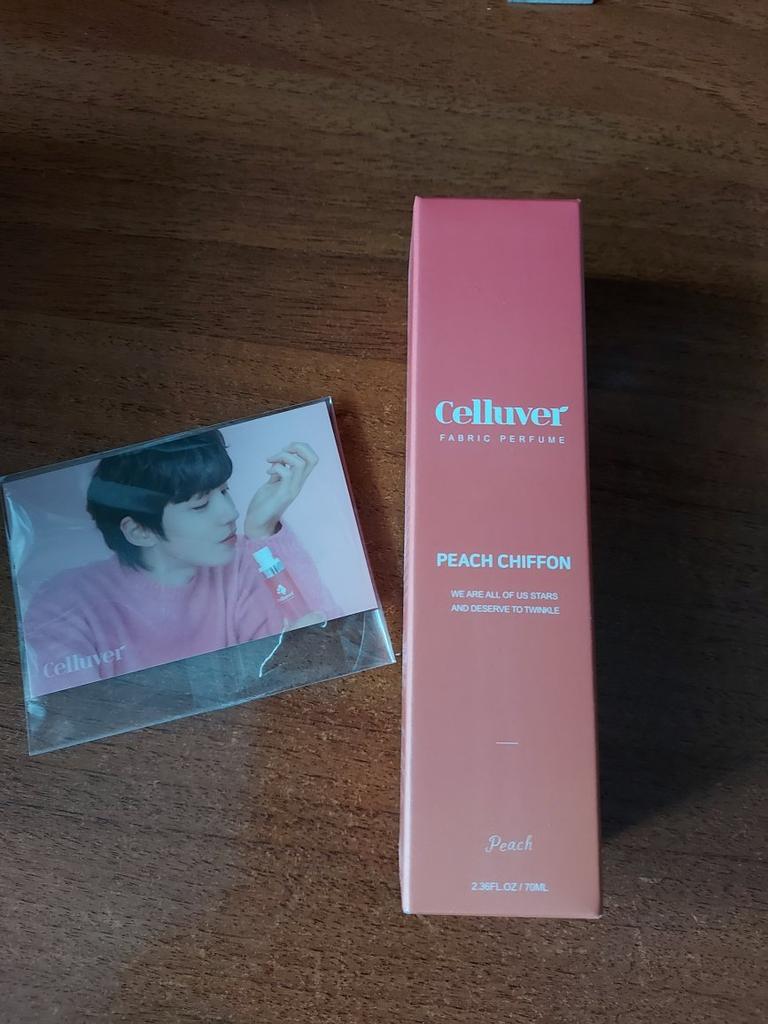 Celluver
FABRIC PERFUME
PEACH CHIFFON
WE ARE ALL OF US STARS
AND DESERVE TO TWINKLE
Peach
2.36FL.OZ / 70ML
Celluver